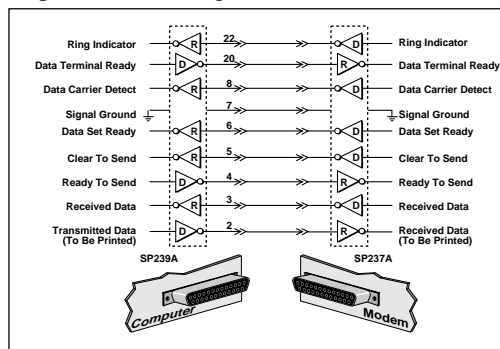 Ring Indicator R 22 D Ring Indicator
Data Terminal Ready D 20 R Data Terminal Ready
Data Carrier Detect R 8 D Data Carrier Detect
Signal Ground 7 Signal Ground
Data Set Ready R 6 D Data Set Ready
Clear To Send R 5 D Clear To Send
Ready To Send D 4 R Ready To Send
Received Data R 3 D Received Data
Transmitted Data D 2 R Received Data
(To Be Printed) (To Be Printed)
SP239A SP237A
Computer Modem